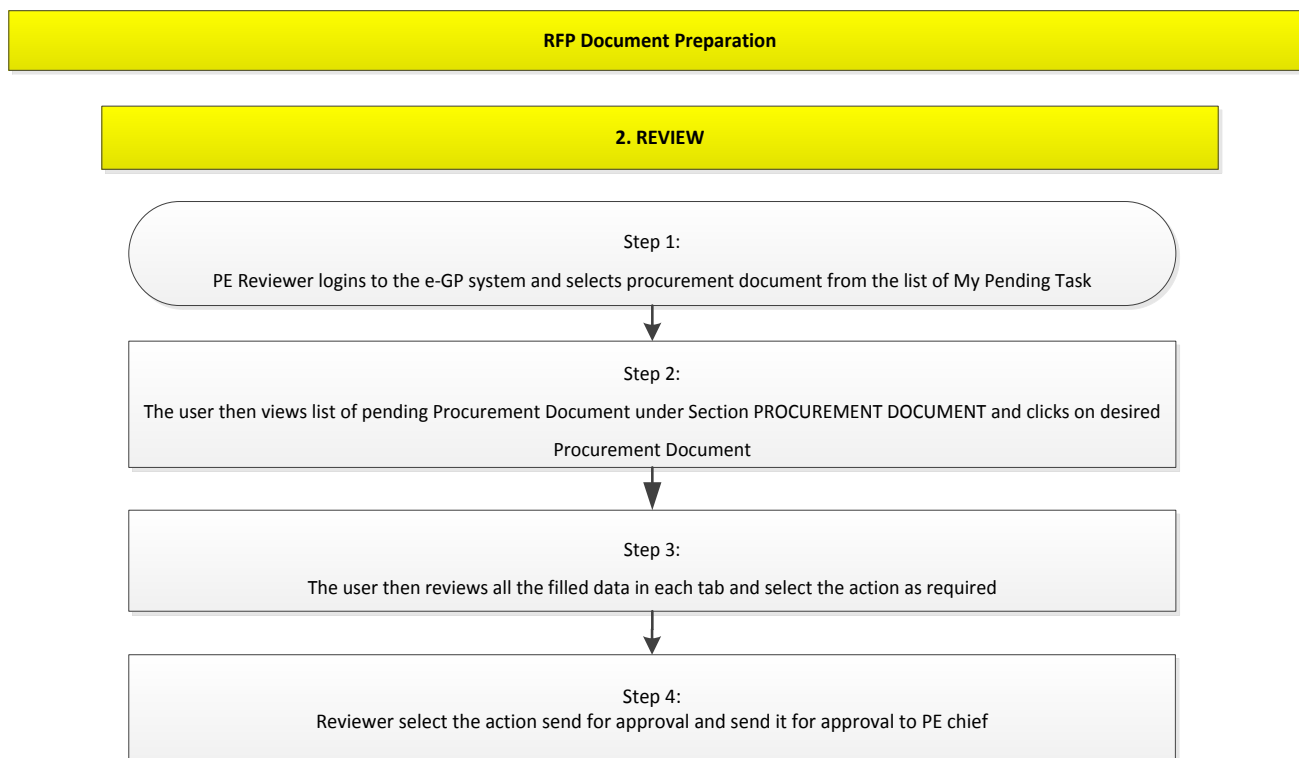 RFP Document Preparation
2. REVIEW
Step 1:
PE Reviewer logins to the e-GP system and selects procurement document from the list of My Pending Task
Step 2:
The user then views list of pending Procurement Document under Section PROCUREMENT DOCUMENT and clicks on desired
Procurement Document
Step 3:
The user then reviews all the filled data in each tab and select the action as required
Step 4:
Reviewer select the action send for approval and send it for approval to PE chief